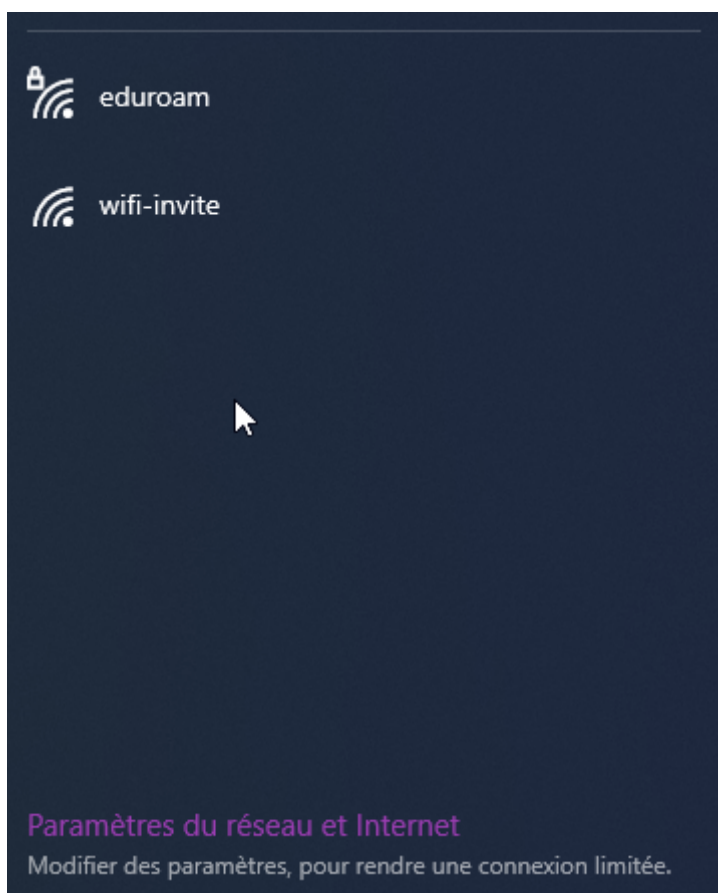 eduroam
wifi-invite
Paramètres du réseau et Internet
Modifier des paramètres, pour rendre une connexion limitée.